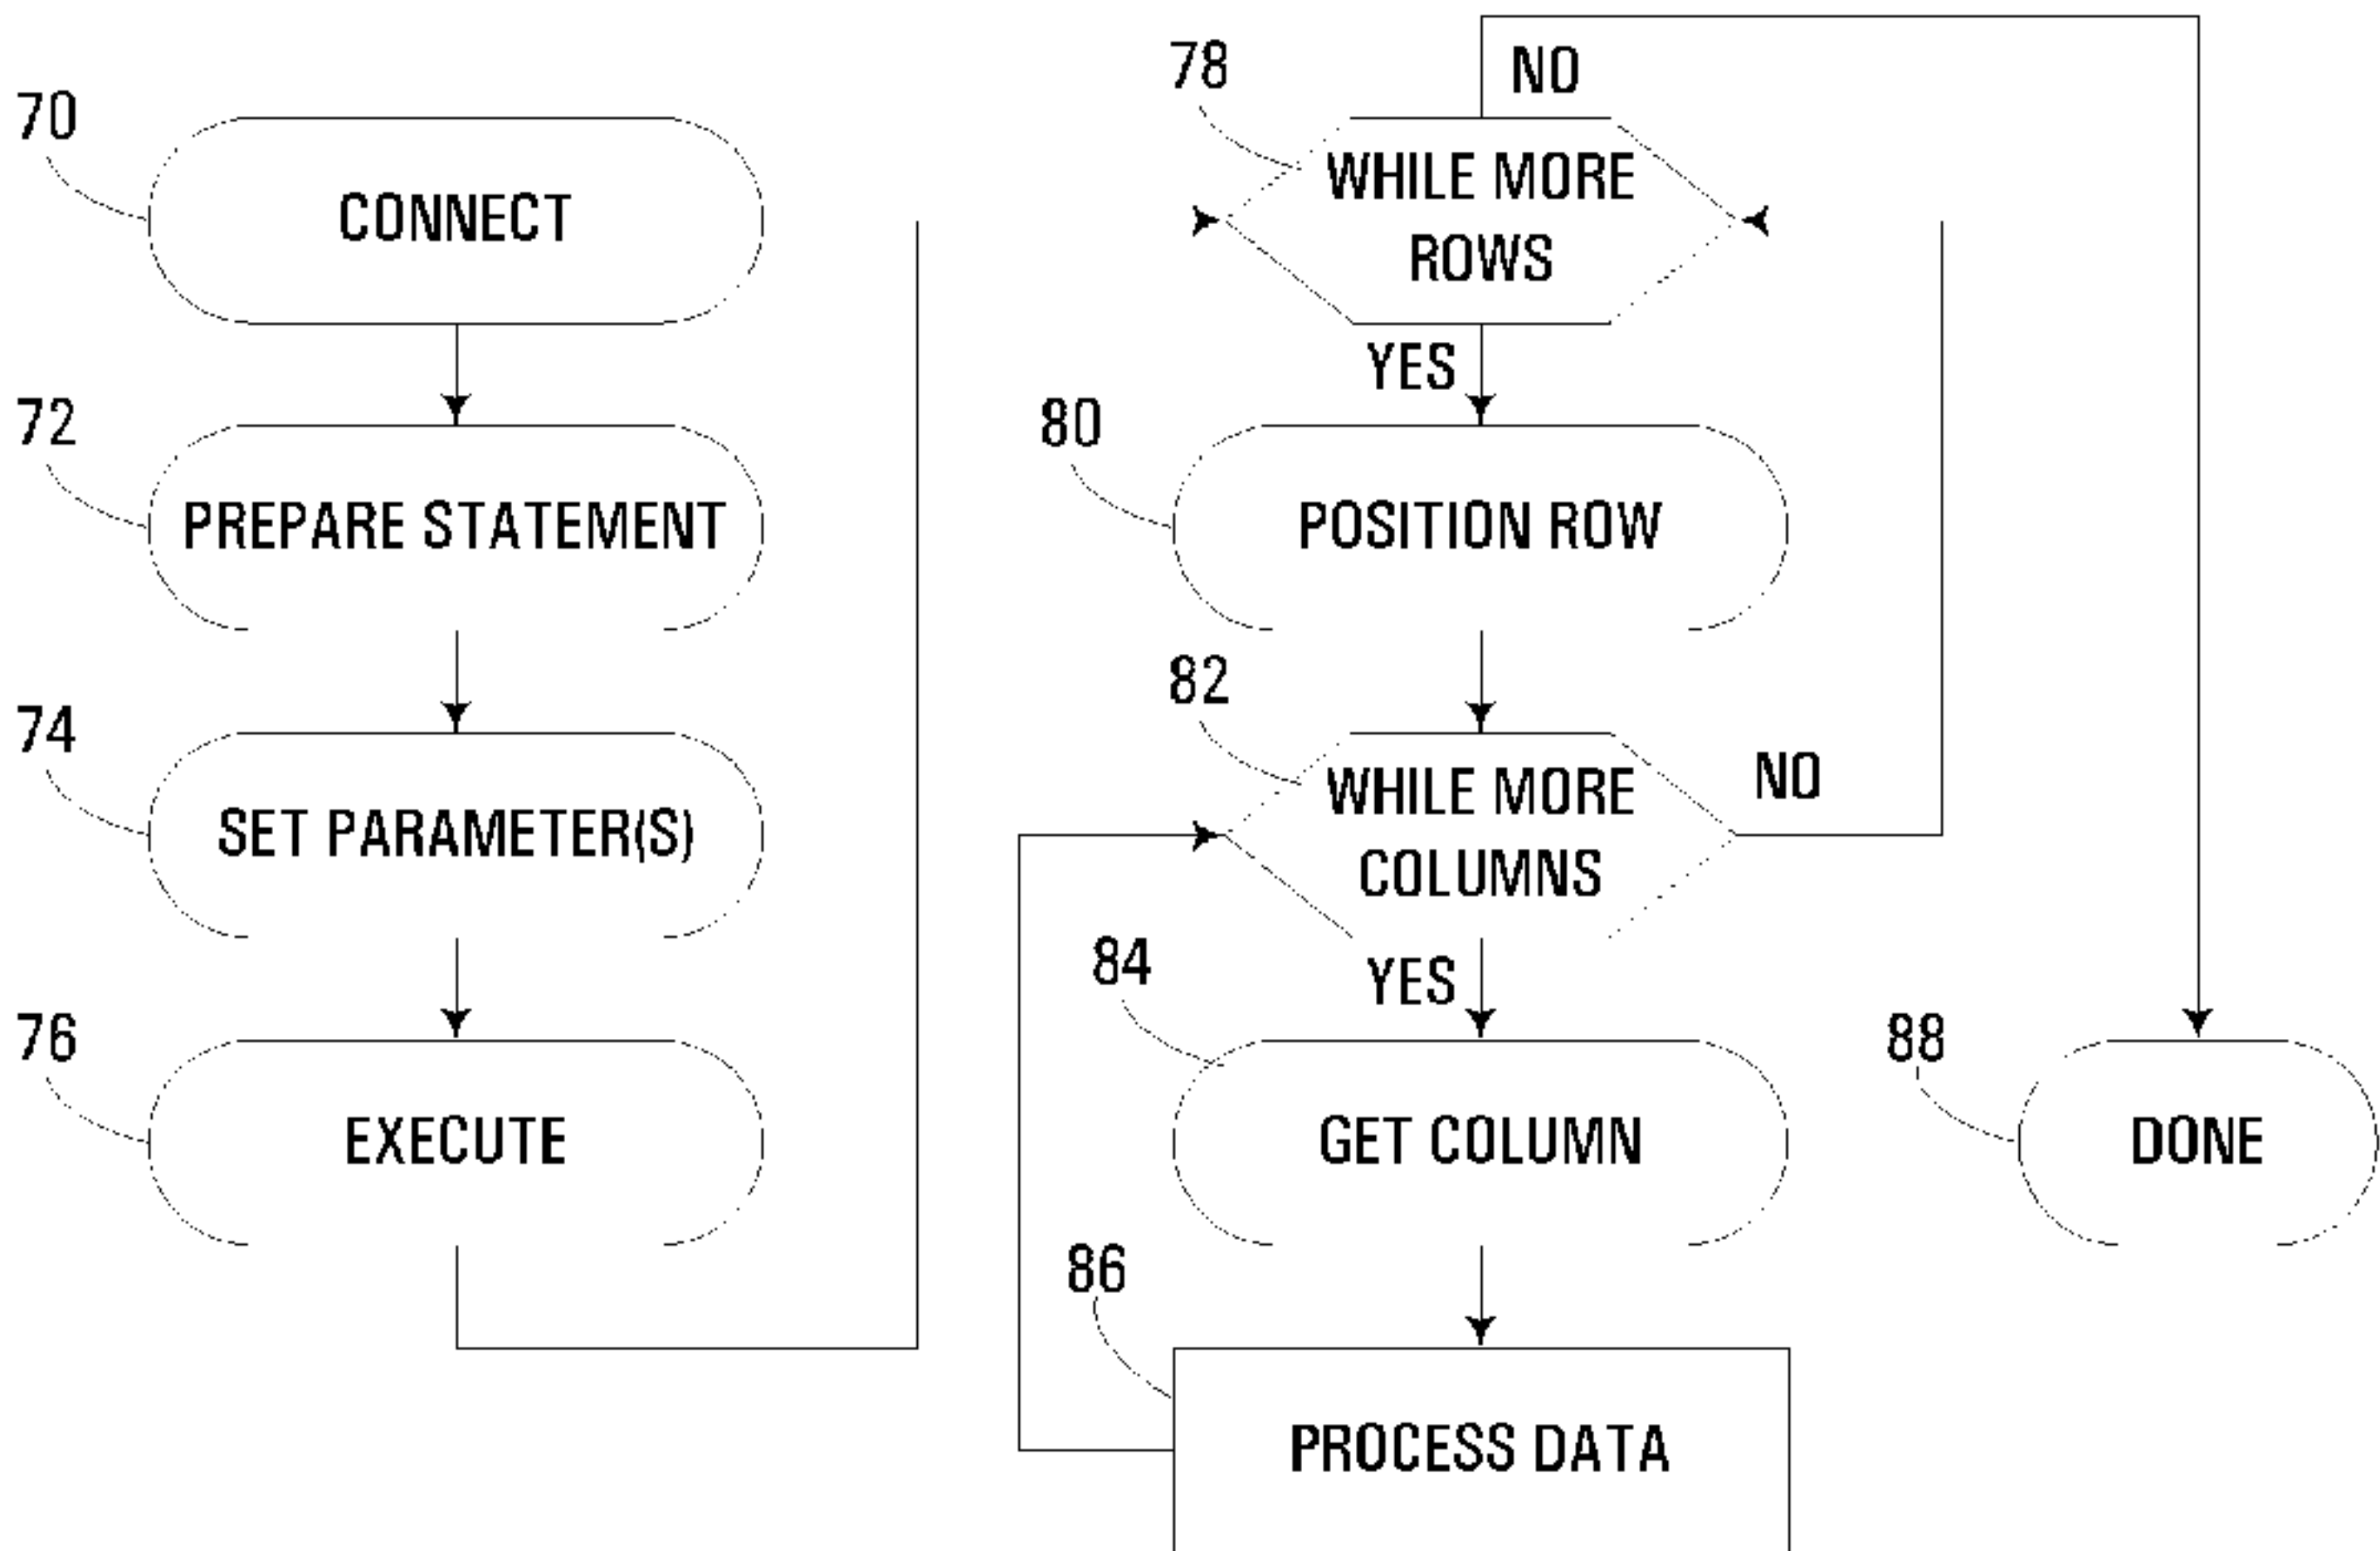 70
CONNECT
72
PREPARE STATEMENT
74
SET PARAMETER(S)
76
EXECUTE
78
NO
WHILE MORE
ROWS
YES
80
POSITION ROW
82
WHILE MORE
COLUMNS
NO
YES
84
GET COLUMN
86
PROCESS DATA
88
DONE